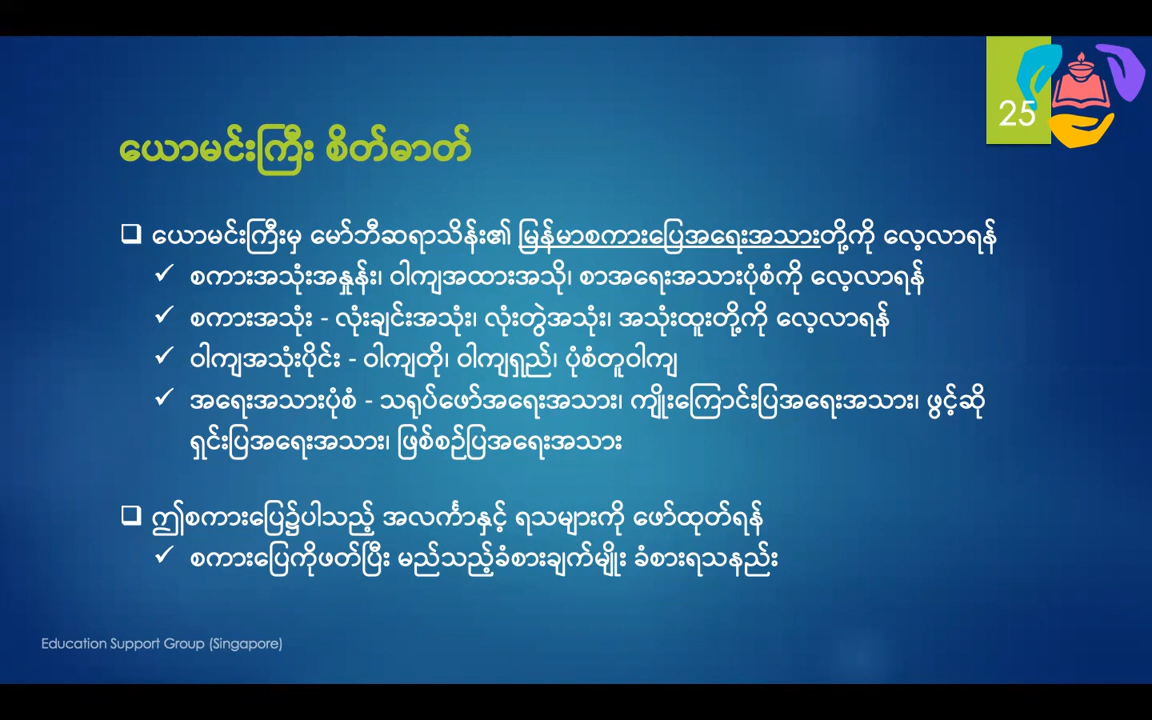 25
ယောမင်းကြီး စိတ်ဓာတ်
ယောမင်းကြီးမှ မော်ဘီဆရာသိန်း၏ မြန်မာစကားပြေအရေးအသားတို့ကို လေ့လာရန်
စကားအသုံးအနှုန်း၊ ဝါကျအထားအသို၊ စာအရေးအသားပုံစံကို လေ့လာရန်
စကားအသုံး - လုံးချင်းအသုံး၊ လုံးတွဲအသုံး၊ အသုံးထူးတို့ကို လေ့လာရန်
ဝါကျအသုံးပိုင်း - ဝါကျတို၊ ဝါကျရှည်၊ ပုံစံတူဝါကျ
အရေးအသားပုံစံ - သရုပ်ဖော်အရေးအသား၊ ကျိုးကြောင်းပြအရေးအသား၊ ဖွင့်ဆို
ရှင်းပြအရေးအသား၊ ဖြစ်စဉ်ပြအရေးအသား
ဤစကားပြေ၌ပါသည့် အလင်္ကာနှင့် ရသများကို ဖော်ထုတ်ရန်
စကားပြေကိုဖတ်ပြီး မည်သည့်ခံစားချက်မျိုး ခံစားရသနည်း
Education Support Group (Singapore)